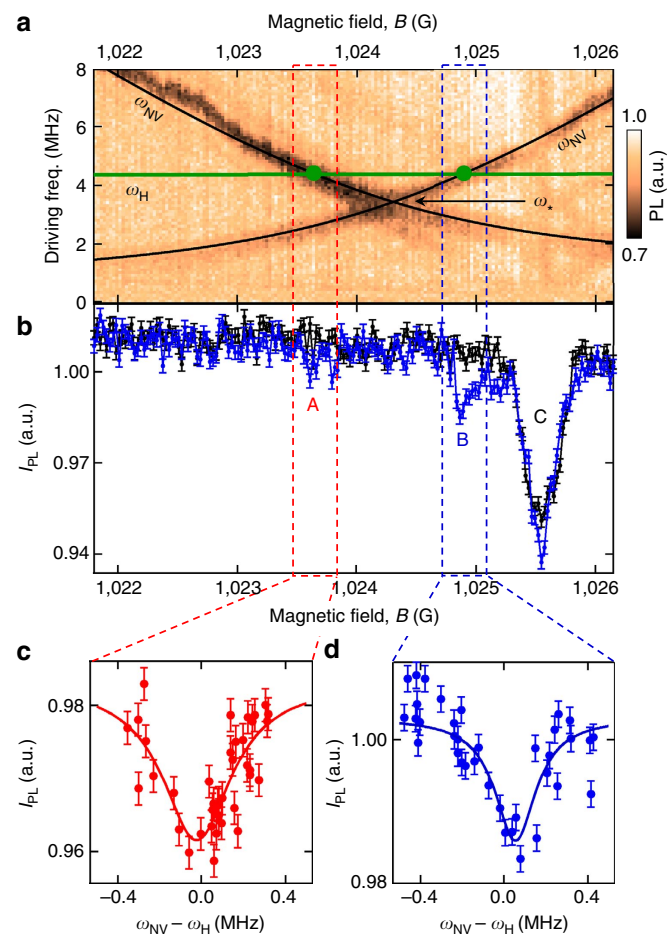 a
Magnetic field, B (G)
1,022 1,023 1,024 1,025 1,026
Driving freq. (MHz)
8
6
4
2
0
ωNV
ωNV
ωH
ω*
1.0
0.7
PL (a.u.)
b
IPL (a.u.)
1.00
0.97
0.94
A
B
C
1,022 1,023 1,024 1,025 1,026
Magnetic field, B (G)
c
IPL (a.u.)
0.98
0.96
–0.4 0.0 0.4
ωNV – ωH (MHz)
d
IPL (a.u.)
1.00
0.98
–0.4 0.0 0.4
ωNV – ωH (MHz)